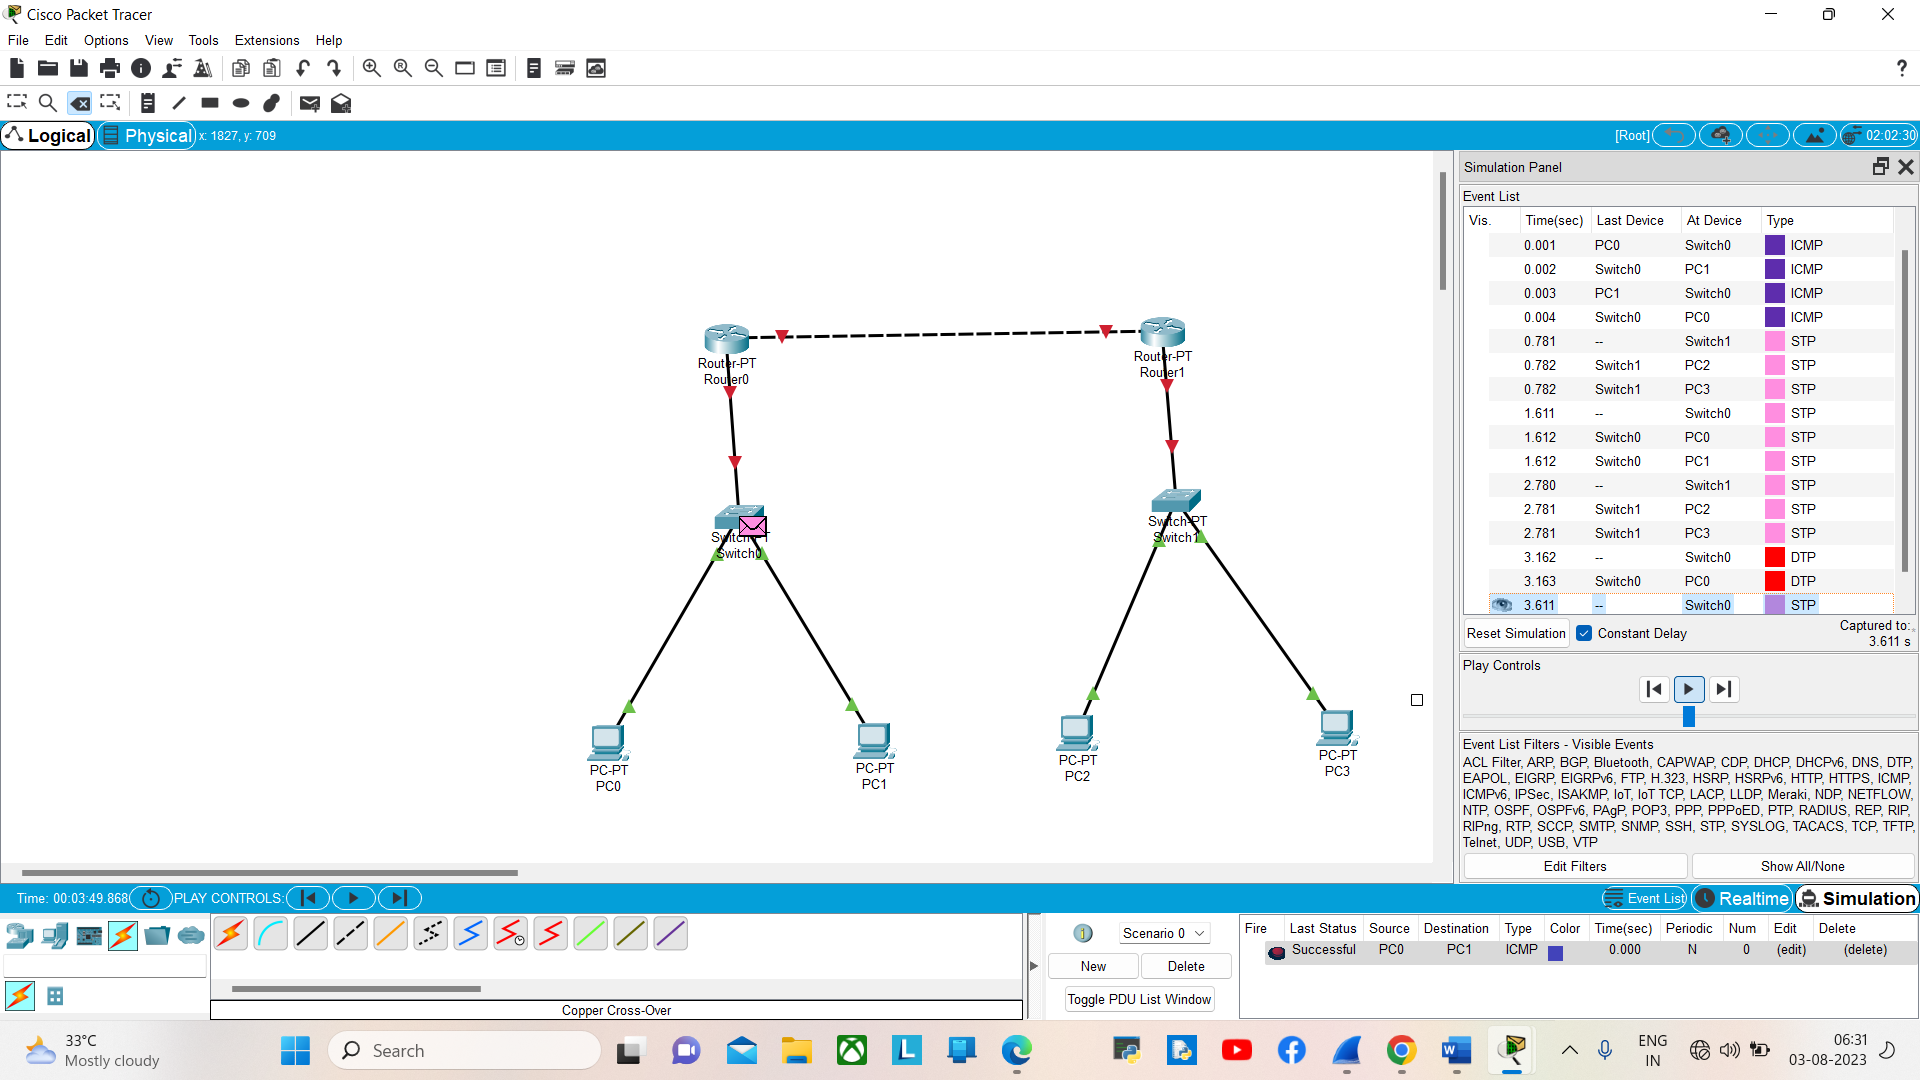 Cisco Packet Tracer
File Edit Options View Tools Extensions Help
Logical Physical x: 1827, y: 709 [Root] 02:02:30
Simulation Panel
Event List
Vis. Time(sec) Last Device At Device Type
0.001 PC0 Switch0 ICMP
0.002 Switch0 PC1 ICMP
0.003 PC1 Switch0 ICMP
0.004 Switch0 PC0 ICMP
0.781 -- Switch1 STP
0.782 Switch1 PC2 STP
0.782 Switch1 PC3 STP
1.611 -- Switch0 STP
1.612 Switch0 PC0 STP
1.612 Switch0 PC1 STP
2.780 -- Switch1 STP
2.781 Switch1 PC2 STP
2.781 Switch1 PC3 STP
3.162 -- Switch0 DTP
3.163 Switch0 PC0 DTP
3.611 -- Switch0 STP
Reset Simulation Constant Delay Captured to:
3.611 s
Play Controls
Event List Filters - Visible Events
ACL Filter, ARP, BGP, Bluetooth, CAPWAP, CDP, DHCP, DHCPv6, DNS, DTP,
EAPOL, EIGRP, EIGRPv6, FTP, H.323, HSRP, HSRPv6, HTTP, HTTPS, ICMP,
ICMPv6, IPSec, ISAKMP, IoT, IoT TCP, LACP, LLDP, Meraki, NDP, NETFLOW,
NTP, OSPF, OSPFv6, PAgP, POP3, PPP, PPPoED, PTP, RADIUS, REP, RIP,
RIPng, RTP, SCCP, SMTP, SNMP, SSH, STP, SYSLOG, TACACS, TCP, TFTP,
Telnet, UDP, USB, VTP
Edit Filters Show All/None
Router-PT
Router0
Router-PT
Router1
Switch-PT
Switch0
Switch-PT
Switch1
PC-PT
PC0
PC-PT
PC1
PC-PT
PC2
PC-PT
PC3
Time: 00:03:49.868 PLAY CONTROLS: Event List Realtime Simulation
Scenario 0
New Delete
Toggle PDU List Window
Fire Last Status Source Destination Type Color Time(sec) Periodic Num Edit Delete
Successful PC0 PC1 ICMP 0.000 N 0 (edit) (delete)
Copper Cross-Over
33°C
Mostly cloudy
Search
ENG
IN
06:31
03-08-2023